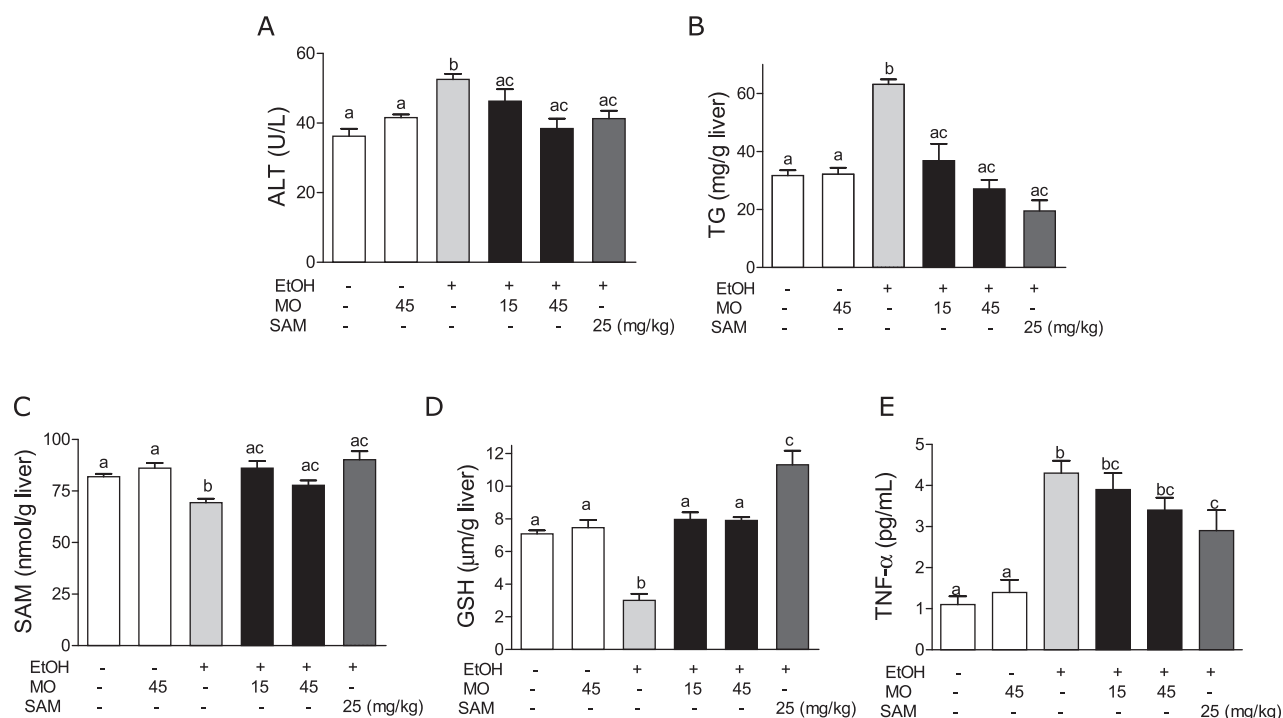 A
ALT (U/L)
60
40
20
0
a
a
b
ac
ac
ac
EtOH - - + + + +
MO - 45 - 15 45 -
SAM - - - - - 25 (mg/kg)
B
TG (mg/g liver)
60
40
20
0
a
a
b
ac
ac
ac
EtOH - - + + + +
MO - 45 - 15 45 -
SAM - - - - - 25 (mg/kg)
C
SAM (nmol/g liver)
100
75
50
25
0
a
a
b
ac
ac
ac
EtOH - - + + + +
MO - 45 - 15 45 -
SAM - - - - - 25 (mg/kg)
D
GSH (μm/g liver)
12
10
8
6
4
2
0
a
a
b
a
a
c
EtOH - - + + + +
MO - 45 - 15 45 -
SAM - - - - - 25 (mg/kg)
E
TNF-α (pg/mL)
5
4
3
2
1
0
a
a
b
bc
bc
c
EtOH - - + + + +
MO - 45 - 15 45 -
SAM - - - - - 25 (mg/kg)